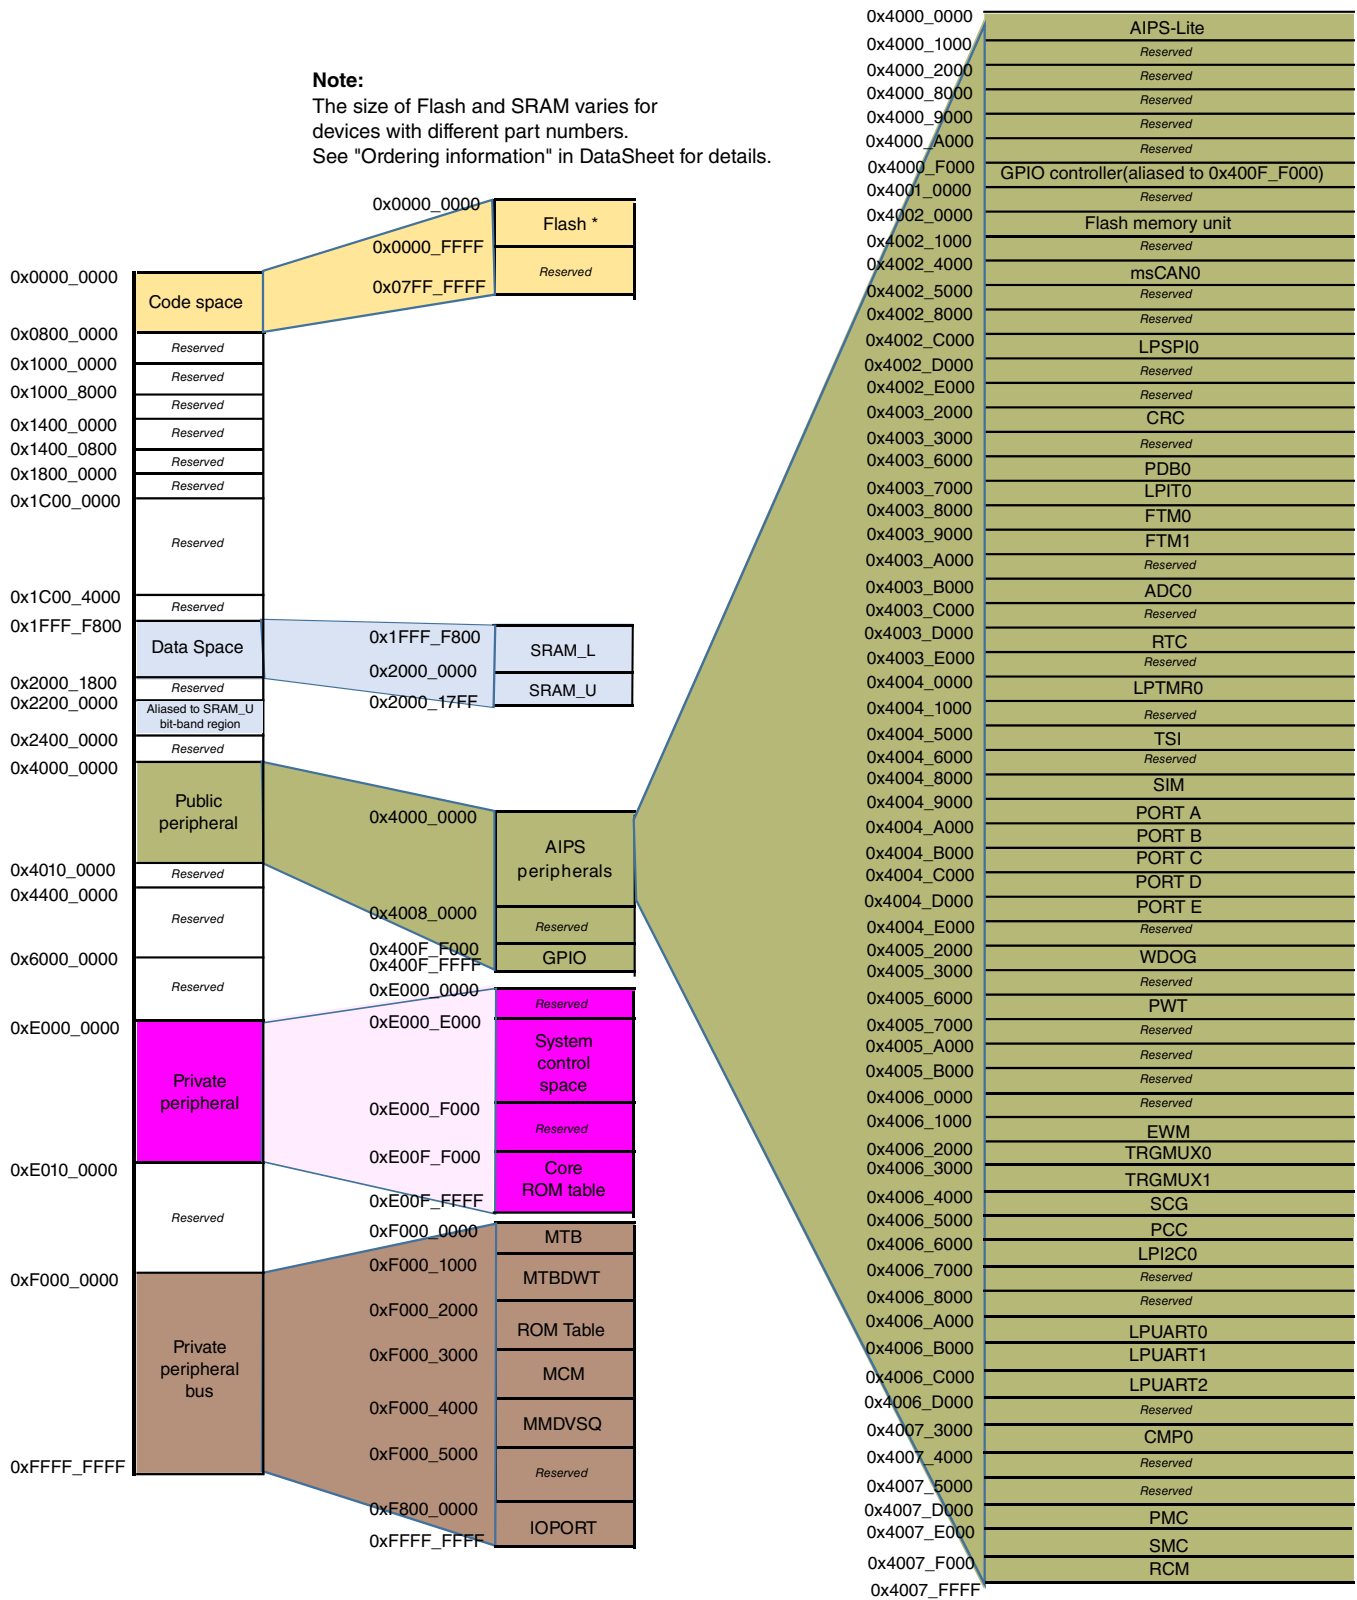 Note:
The size of Flash and SRAM varies for
devices with different part numbers.
See "Ordering information" in DataSheet for details.
0x0000_0000
Code space
0x0800_0000
Reserved
0x1000_0000
Reserved
0x1000_8000
Reserved
0x1400_0000
Reserved
0x1400_0800
Reserved
0x1800_0000
Reserved
0x1C00_0000
Reserved
0x1C00_4000
Reserved
0x1FFF_F800
Data Space
0x2000_1800
Reserved
0x2200_0000
Aliased to SRAM_U
bit-band region
0x2400_0000
Reserved
0x4000_0000
Public
peripheral
0x4010_0000
Reserved
0x4400_0000
Reserved
0x6000_0000
Reserved
0xE000_0000
Private
peripheral
0xE010_0000
Reserved
0xF000_0000
Private
peripheral
bus
0xFFFF_FFFF
0x0000_0000
Flash *
0x0000_FFFF
Reserved
0x07FF_FFFF
0x1FFF_F800
SRAM_L
0x2000_0000
SRAM_U
0x2000_17FF
0x4000_0000
AIPS
peripherals
0x4008_0000
Reserved
0x400F_F000
GPIO
0x400F_FFFF
0xE000_0000
Reserved
0xE000_E000
System
control
space
0xE000_F000
Reserved
0xE00F_F000
Core
ROM table
0xE00F_FFFF
0xF000_0000
MTB
0xF000_1000
MTBDWT
0xF000_2000
ROM Table
0xF000_3000
MCM
0xF000_4000
MMDVSQ
0xF000_5000
Reserved
0xF800_0000
IOPORT
0xFFFF_FFFF
0x4000_0000
AIPS-Lite
0x4000_1000
Reserved
0x4000_2000
Reserved
0x4000_8000
Reserved
0x4000_9000
Reserved
0x4000_A000
Reserved
0x4000_F000
GPIO controller(aliased to 0x400F_F000)
0x4001_0000
Reserved
0x4002_0000
Flash memory unit
0x4002_1000
Reserved
0x4002_4000
msCAN0
0x4002_5000
Reserved
0x4002_8000
Reserved
0x4002_C000
LPSPI0
0x4002_D000
Reserved
0x4002_E000
Reserved
0x4003_2000
CRC
0x4003_3000
Reserved
0x4003_6000
PDB0
0x4003_7000
LPIT0
0x4003_8000
FTM0
0x4003_9000
FTM1
0x4003_A000
Reserved
0x4003_B000
ADC0
0x4003_C000
Reserved
0x4003_D000
RTC
0x4003_E000
Reserved
0x4004_0000
LPTMR0
0x4004_1000
Reserved
0x4004_5000
TSI
0x4004_6000
Reserved
0x4004_8000
SIM
0x4004_9000
PORT A
0x4004_A000
PORT B
0x4004_B000
PORT C
0x4004_C000
PORT D
0x4004_D000
PORT E
0x4004_E000
Reserved
0x4005_2000
WDOG
0x4005_3000
Reserved
0x4005_6000
PWT
0x4005_7000
Reserved
0x4005_A000
Reserved
0x4005_B000
Reserved
0x4006_0000
Reserved
0x4006_1000
EWM
0x4006_2000
TRGMUX0
0x4006_3000
TRGMUX1
0x4006_4000
SCG
0x4006_5000
PCC
0x4006_6000
LPI2C0
0x4006_7000
Reserved
0x4006_8000
Reserved
0x4006_A000
LPUART0
0x4006_B000
LPUART1
0x4006_C000
LPUART2
0x4006_D000
Reserved
0x4007_3000
CMP0
0x4007_4000
Reserved
0x4007_5000
Reserved
0x4007_D000
PMC
0x4007_E000
SMC
0x4007_F000
RCM
0x4007_FFFF